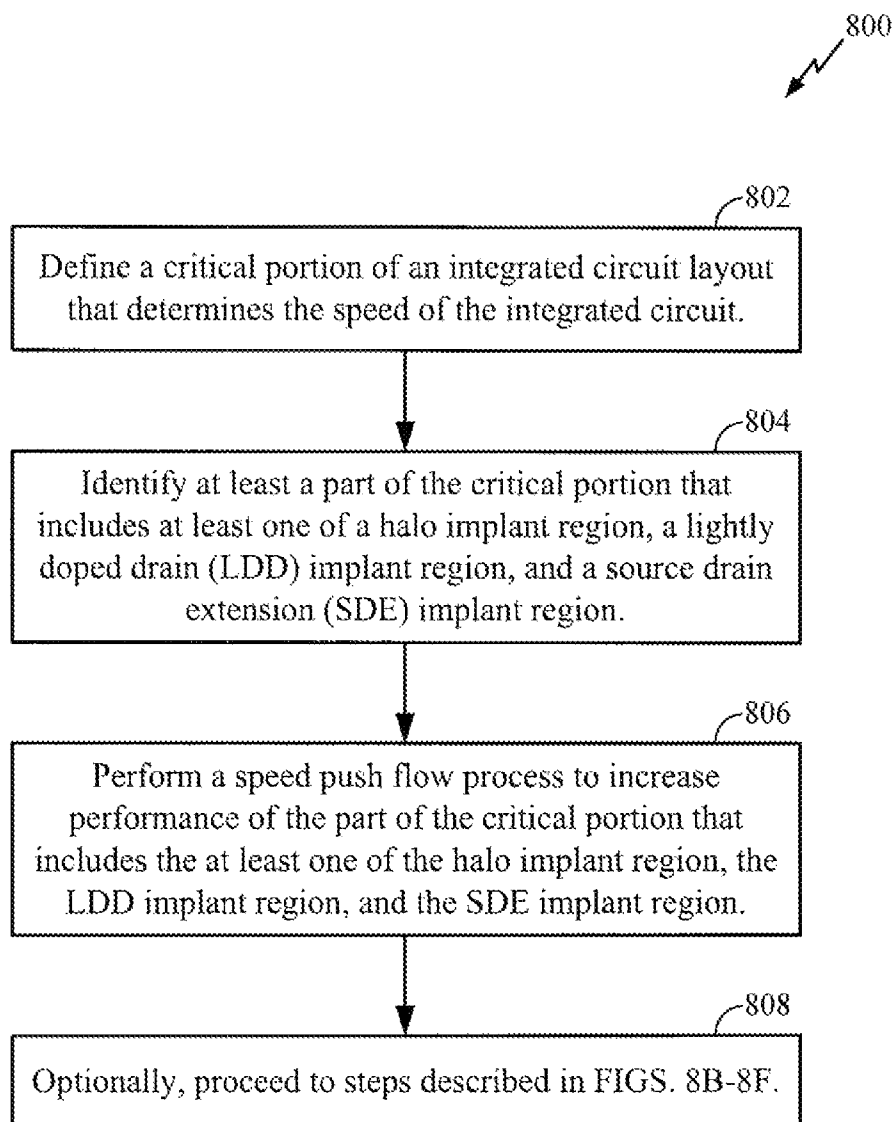 800
802
Define a critical portion of an integrated circuit layout
that determines the speed of the integrated circuit.
804
Identify at least a part of the critical portion that
includes at least one of a halo implant region, a lightly
doped drain (LDD) implant region, and a source drain
extension (SDE) implant region.
806
Perform a speed push flow process to increase
performance of the part of the critical portion that
includes the at least one of the halo implant region, the
LDD implant region, and the SDE implant region.
808
Optionally, proceed to steps described in FIGS. 8B-8F.